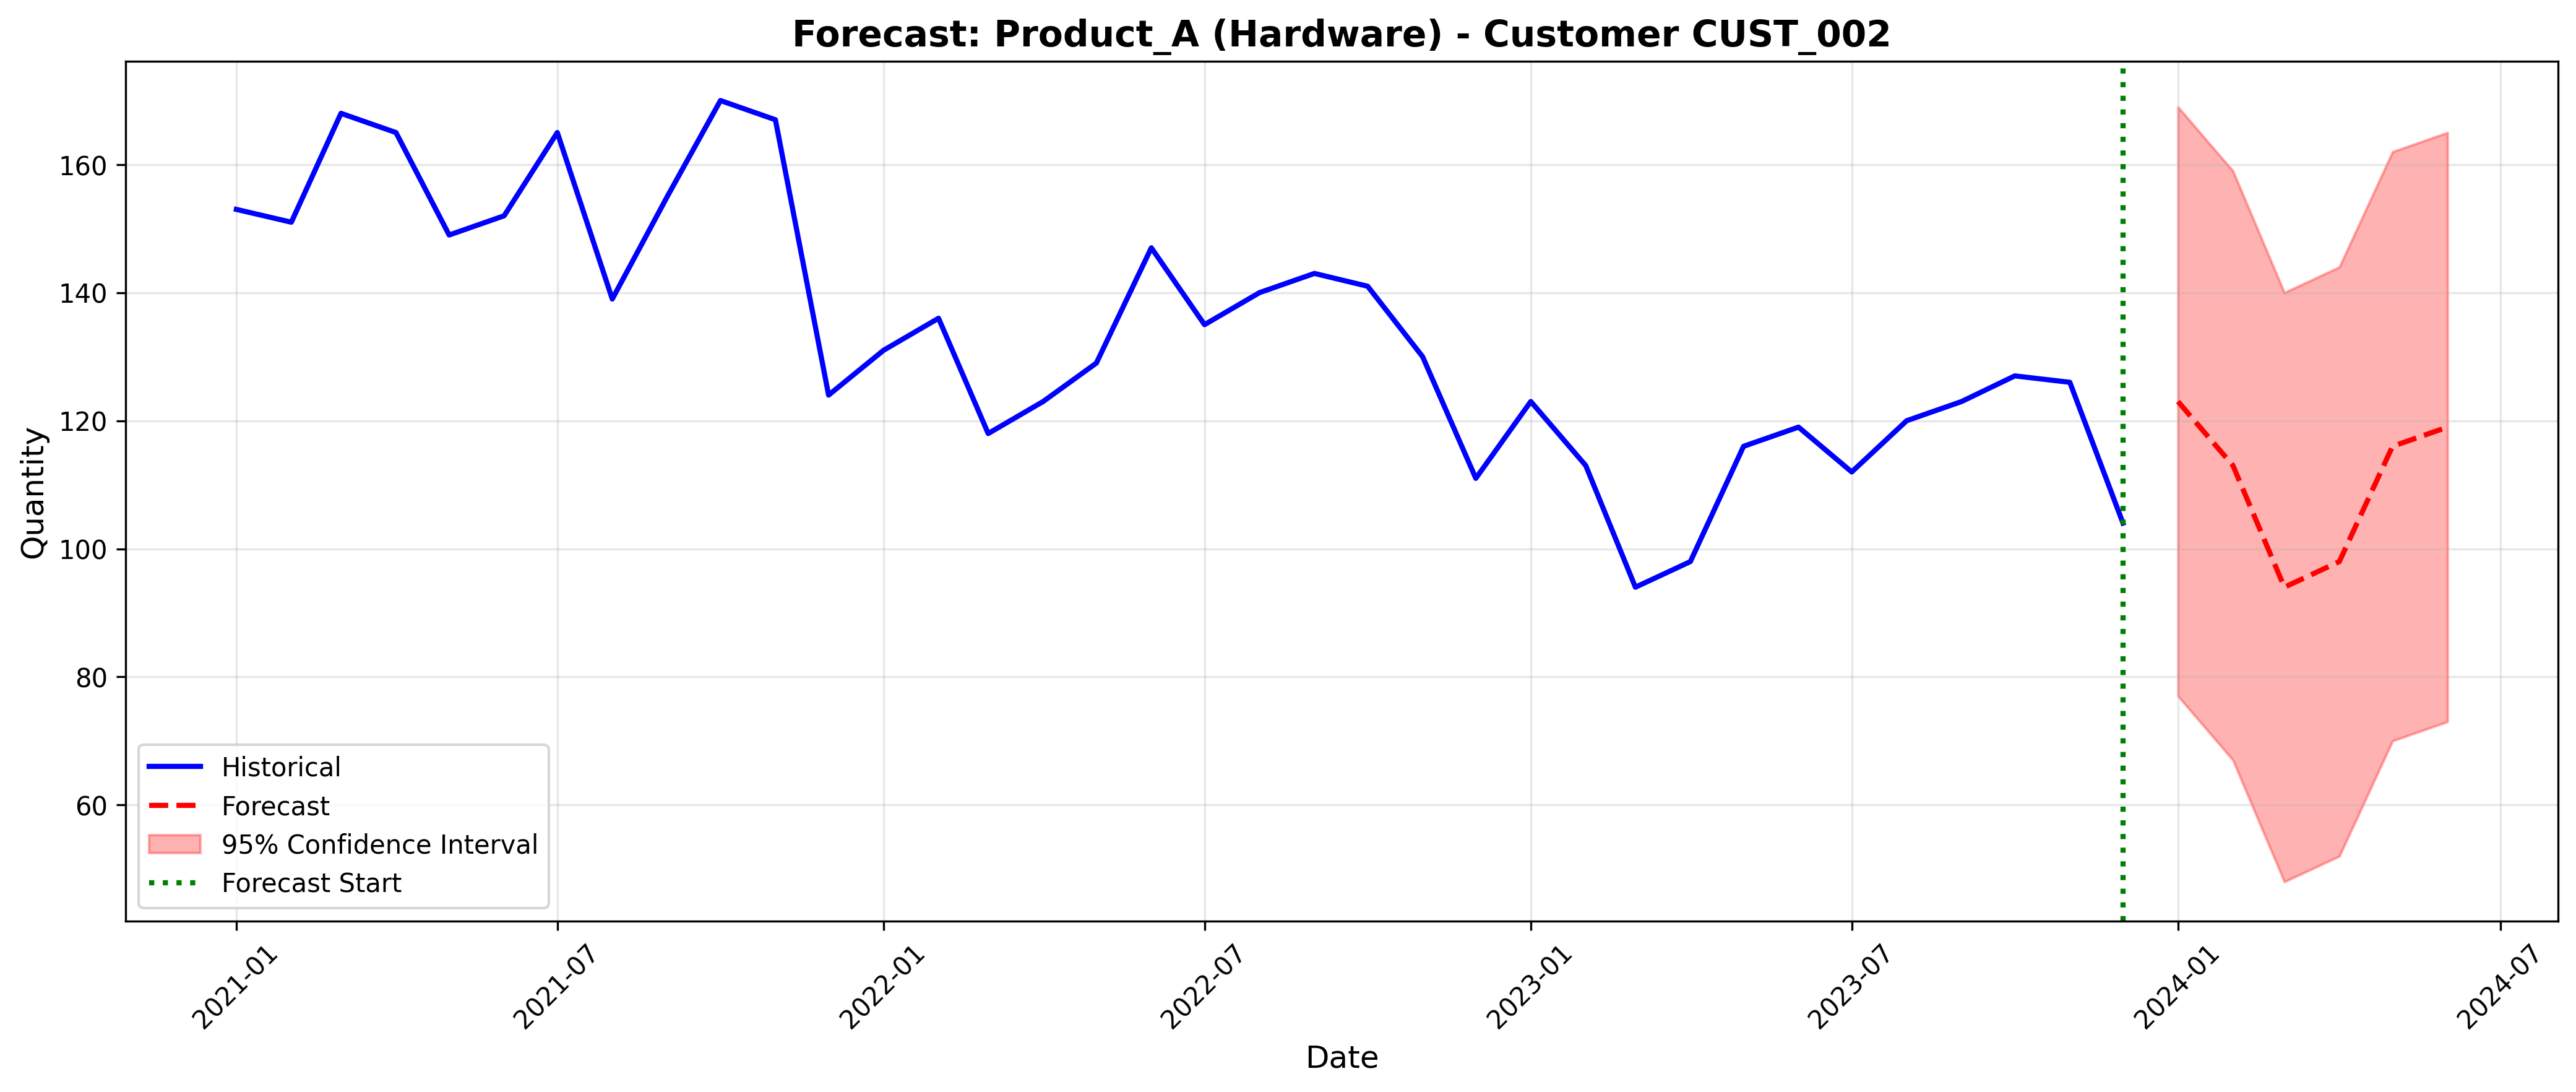 Forecast: Product_A (Hardware) - Customer CUST_002
Quantity
160
140
120
100
80
60
Historical
Forecast
95% Confidence Interval
Forecast Start
2021-01
2021-07
2022-01
2022-07
2023-01
2023-07
2024-01
2024-07
Date